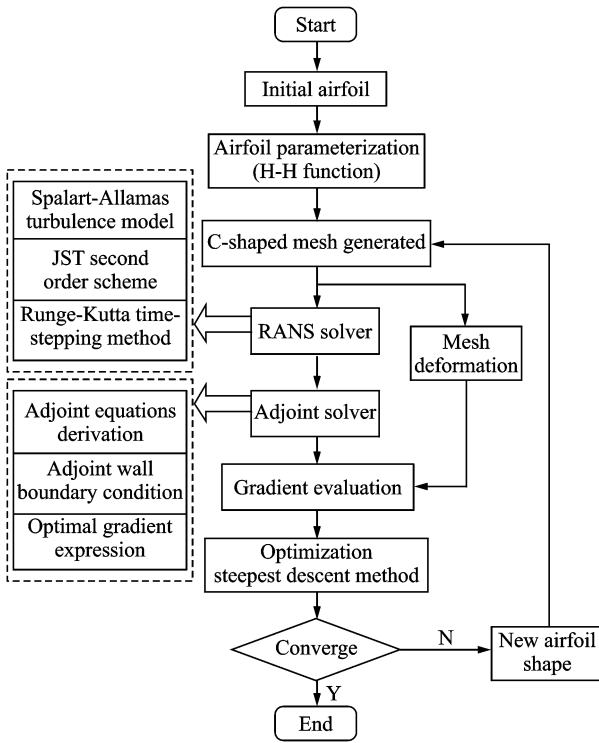 Start
Initial airfoil
Airfoil parameterization
(H-H function)
Spalart-Allamas
turbulence model
JST second
order scheme
Runge-Kutta time-
stepping method
C-shaped mesh generated
RANS solver
Mesh
deformation
Adjoint solver
Adjoint equations
derivation
Adjoint wall
boundary condition
Optimal gradient
expression
Gradient evaluation
Optimization
steepest descent method
Converge
N
New airfoil
shape
Y
End